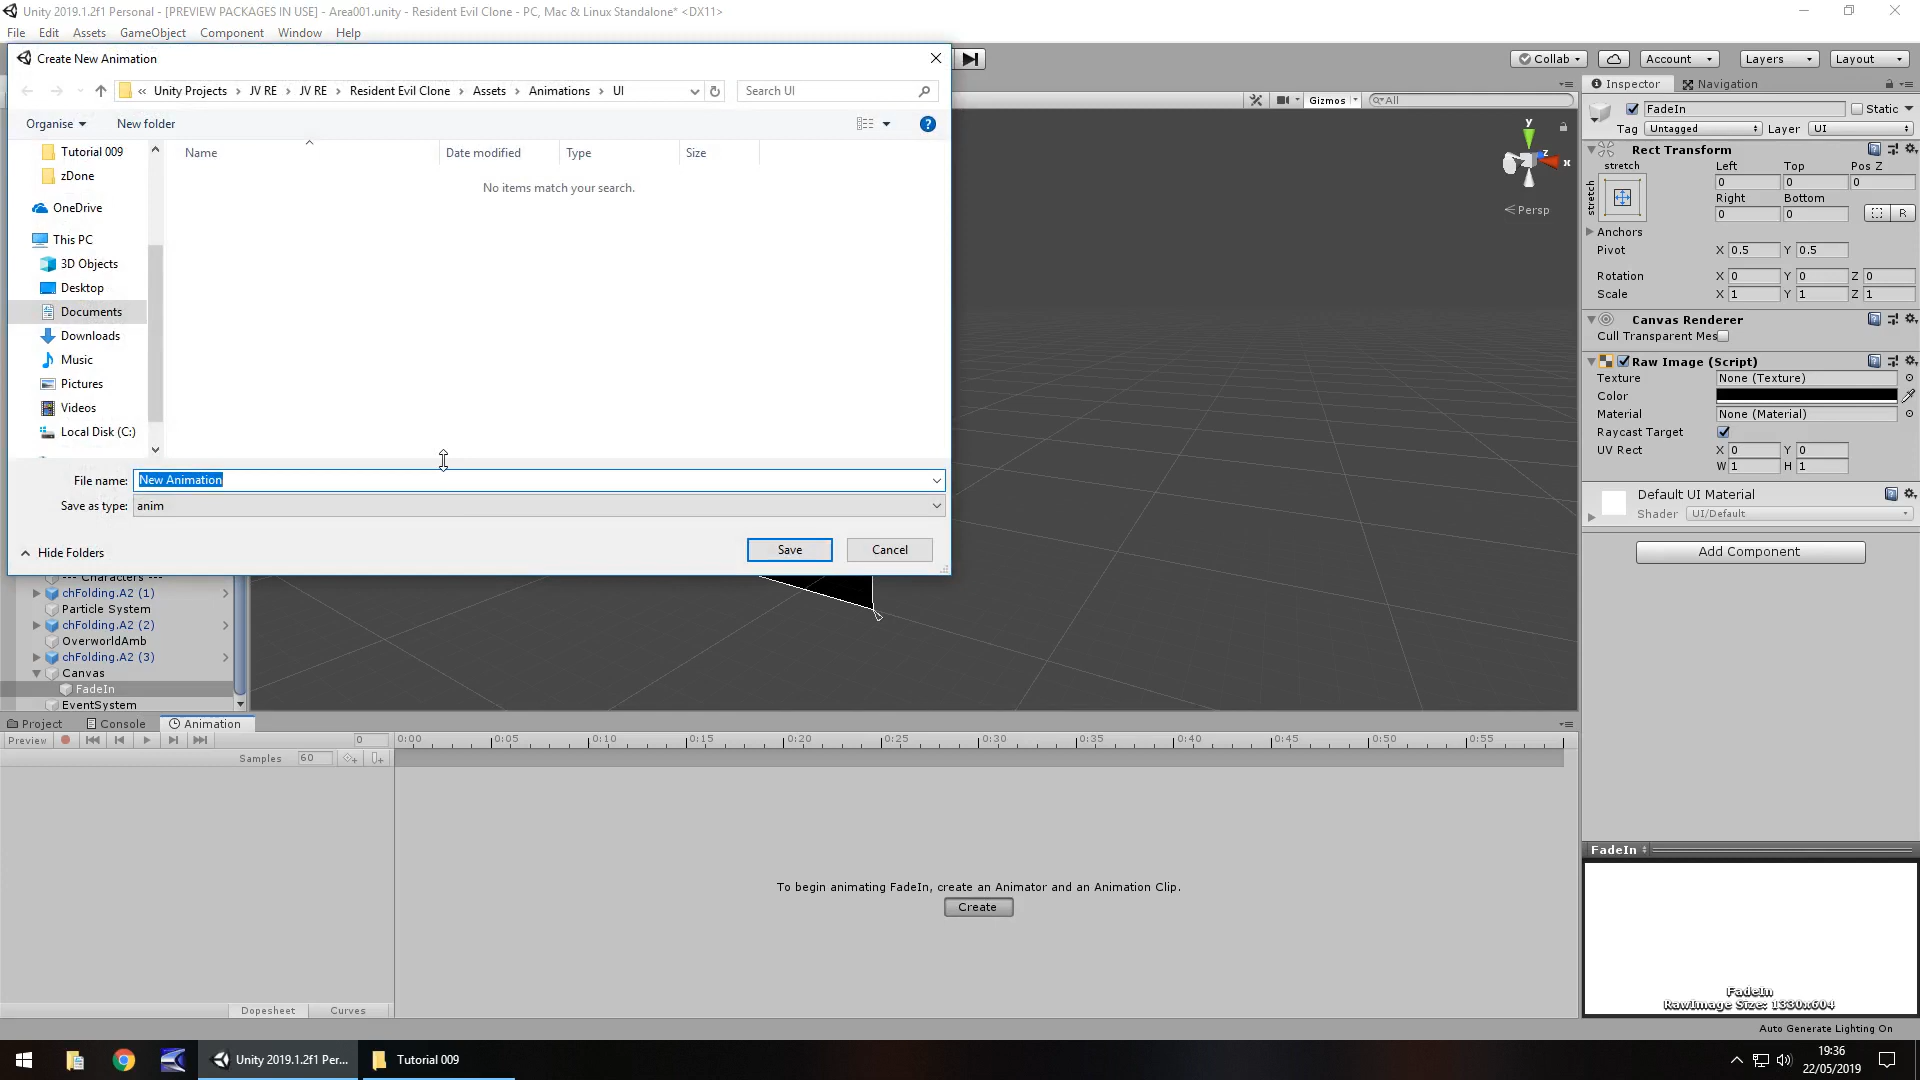 Unity 2019.1.2f1 Personal - [PREVIEW PACKAGES IN USE] - Area001.unity - Resident Evil Clone - PC, Mac & Linux Standalone* <DX11>
File Edit Assets GameObject Component Window Help
Create New Animation
Collab Account Layers Layout
« Unity Projects JV RE JV RE Resident Evil Clone Assets Animations UI Search UI
Inspector Navigation
Gizmos All
FadeIn Static
Organise New folder
Tag Untagged Layer UI
Name Date modified Type Size
No items match your search.
Tutorial 009
zDone
OneDrive
This PC
3D Objects
Desktop
Documents
Downloads
Music
Pictures
Videos
Local Disk (C:)
y
z
x
Persp
Rect Transform
stretch Left Top Pos Z
stretch 0 0 0
Right Bottom
0 0 R
Anchors
Pivot X 0.5 Y 0.5
Rotation X 0 Y 0 Z 0
Scale X 1 Y 1 Z 1
Canvas Renderer
Cull Transparent Mes
Raw Image (Script)
Texture None (Texture)
Color
Material None (Material)
Raycast Target
UV Rect X 0 Y 0
W 1 H 1
Default UI Material
Shader UI/Default
Add Component
File name: New Animation
Save as type: anim
Hide Folders Save Cancel
--- Characters ---
chFolding.A2 (1)
Particle System
chFolding.A2 (2)
OverworldAmb
chFolding.A2 (3)
Canvas
FadeIn
EventSystem
Project Console Animation
Preview 0 0:00 0:05 0:10 0:15 0:20 0:25 0:30 0:35 0:40 0:45 0:50 0:55
Samples 60
To begin animating FadeIn, create an Animator and an Animation Clip.
Create
Dopesheet Curves
FadeIn
FadeIn
RawImage Size: 1330x604
Auto Generate Lighting On
Unity 2019.1.2f1 Per... Tutorial 009
19:36
22/05/2019